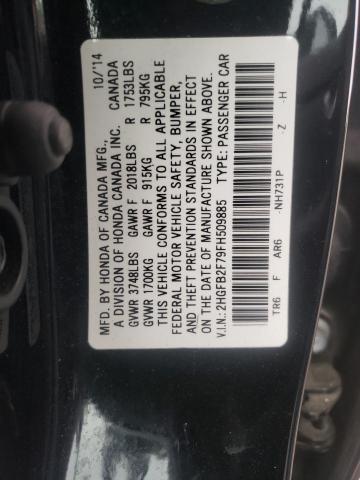 MFD. BY HONDA OF CANADA MFG., 10/'14
A DIVISION OF HONDA CANADA INC. CANADA
GVWR 3748LBS GAWR F 2018LBS R 1753LBS
GVWR 1700KG GAWR F 915KG R 795KG
THIS VEHICLE CONFORMS TO ALL APPLICABLE
FEDERAL MOTOR VEHICLE SAFETY, BUMPER,
AND THEFT PREVENTION STANDARDS IN EFFECT
ON THE DATE OF MANUFACTURE SHOWN ABOVE.
V.I.N.: 2HGFB2F79FH509885 TYPE: PASSENGER CAR
TR6 F AR6 -NH731P -Z -H